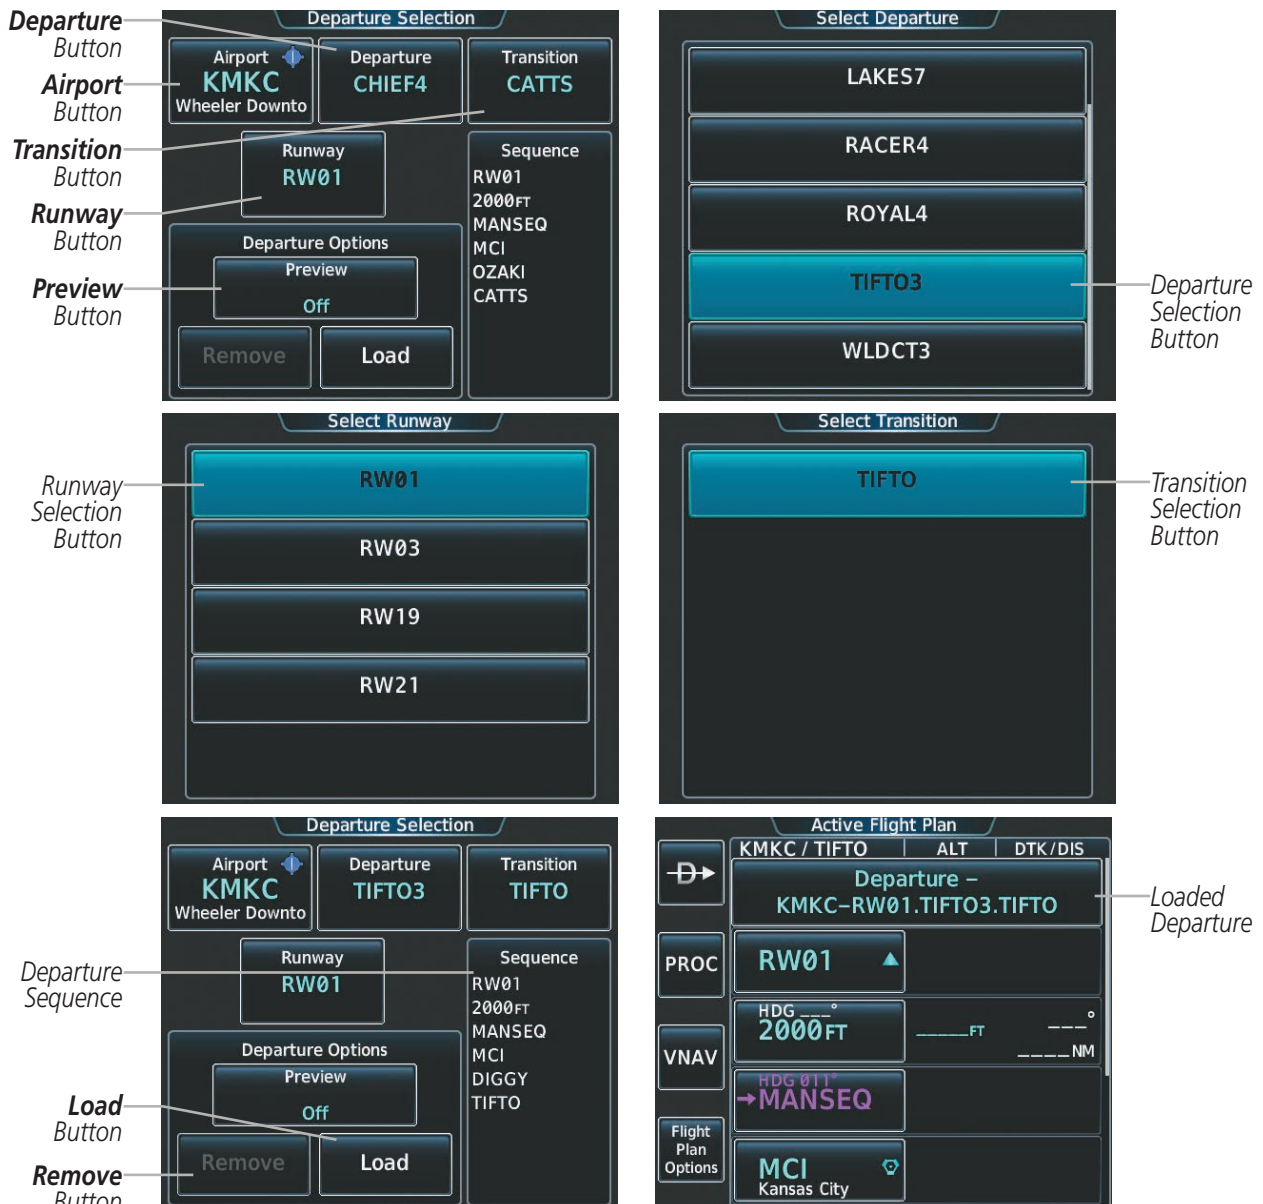 Departure
Button
Airport
Button
Transition
Button
Runway
Button
Preview
Button
Departure Selection
Airport
KMKC
Wheeler Downto
Departure
CHIEF4
Transition
CATTS
Runway
RW01
Sequence
RW01
2000FT
MANSEQ
MCI
OZAKI
CATTS
Departure Options
Preview
Off
Remove
Load
Select Departure
LAKES7
RACER4
ROYAL4
TIFTO3
WLDCT3
Departure
Selection
Button
Runway
Selection
Button
Select Runway
RW01
RW03
RW19
RW21
Select Transition
TIFTO
Transition
Selection
Button
Departure
Sequence
Load
Button
Remove
Button
Departure Selection
Airport
KMKC
Wheeler Downto
Departure
TIFTO3
Transition
TIFTO
Runway
RW01
Sequence
RW01
2000FT
MANSEQ
MCI
DIGGY
TIFTO
Departure Options
Preview
Off
Remove
Load
Active Flight Plan
KMKC / TIFTO
ALT
DTK/DIS
Departure –
KMKC–RW01.TIFTO3.TIFTO
D
PROC
VNAV
Flight
Plan
Options
RW01
HDG ___°
2000FT
_____FT
___°
____NM
HDG 011°
MANSEQ
MCI
Kansas City
Loaded
Departure